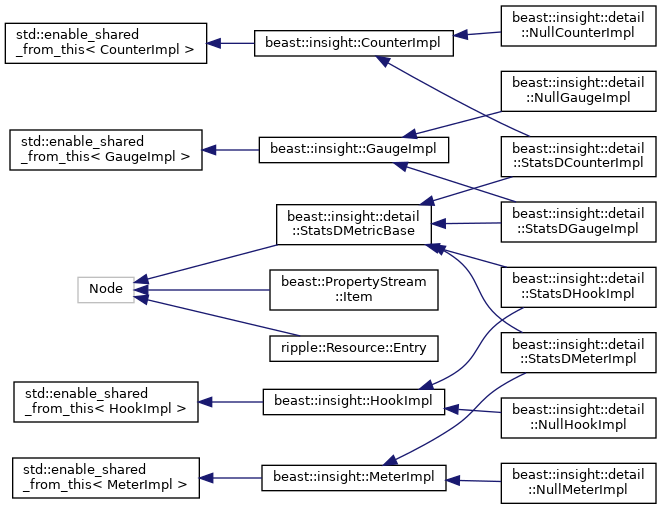 std::enable_shared
_from_this< CounterImpl >
beast::insight::CounterImpl
beast::insight::detail
::NullCounterImpl
beast::insight::detail
::NullGaugeImpl
std::enable_shared
_from_this< GaugeImpl >
beast::insight::GaugeImpl
beast::insight::detail
::StatsDCounterImpl
beast::insight::detail
::StatsDMetricBase
beast::insight::detail
::StatsDGaugeImpl
Node
beast::PropertyStream
::Item
beast::insight::detail
::StatsDHookImpl
ripple::Resource::Entry
beast::insight::detail
::StatsDMeterImpl
std::enable_shared
_from_this< HookImpl >
beast::insight::HookImpl
beast::insight::detail
::NullHookImpl
std::enable_shared
_from_this< MeterImpl >
beast::insight::MeterImpl
beast::insight::detail
::NullMeterImpl